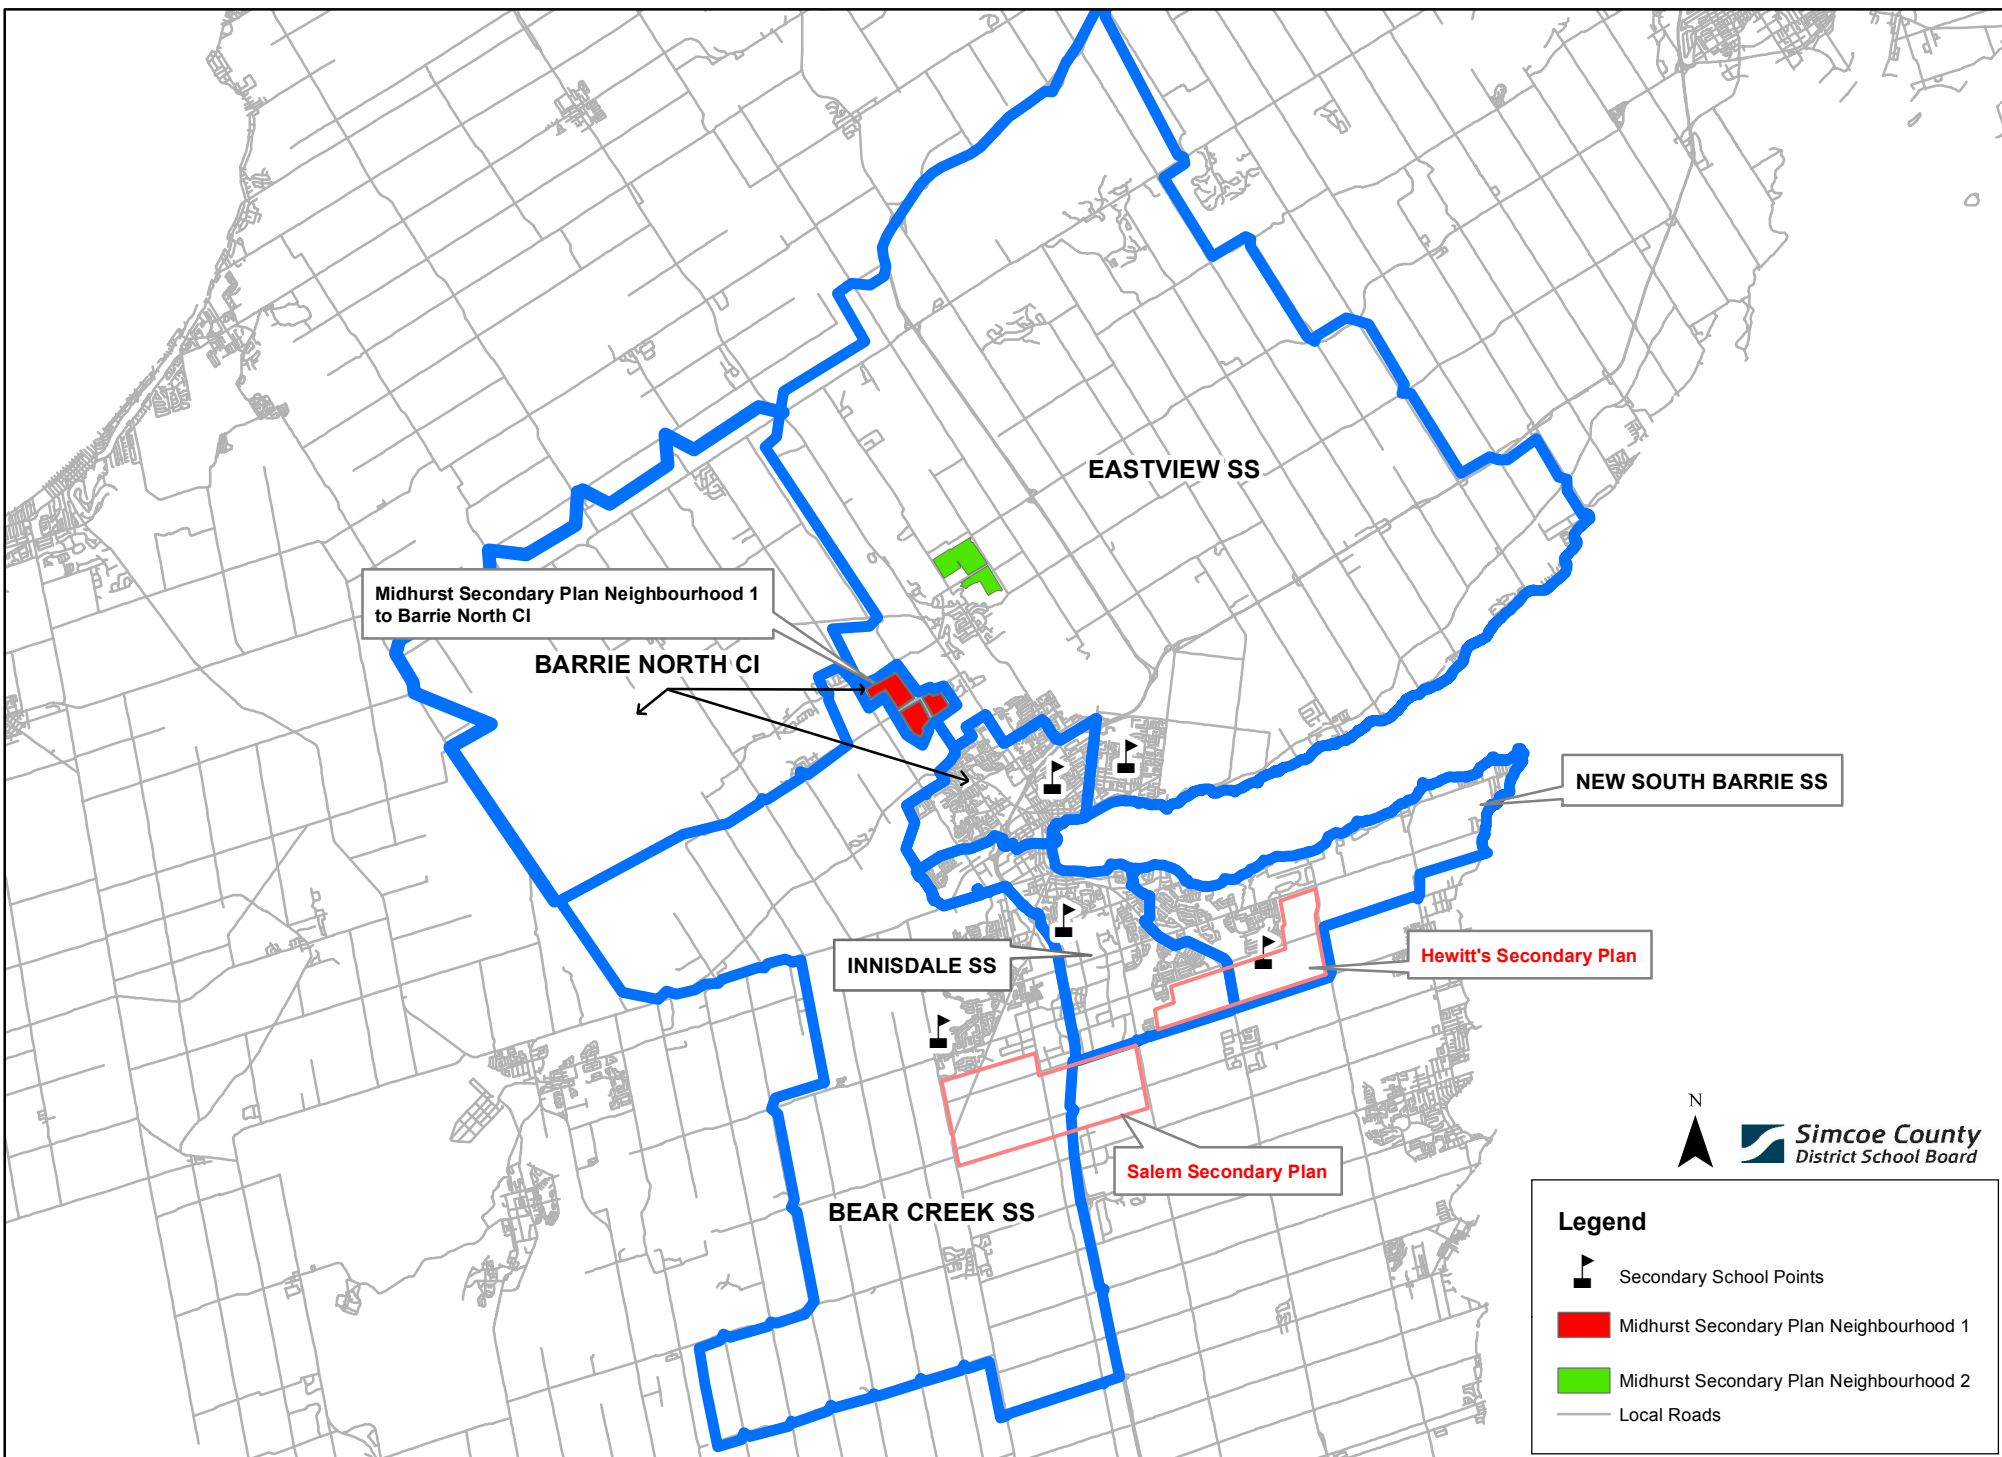 EASTVIEW SS
Midhurst Secondary Plan Neighbourhood 1
to Barrie North CI
BARRIE NORTH CI
NEW SOUTH BARRIE SS
Hewitt's Secondary Plan
INNISDALE SS
Salem Secondary Plan
BEAR CREEK SS
N
Simcoe County
District School Board
Legend
Secondary School Points
Midhurst Secondary Plan Neighbourhood 1
Midhurst Secondary Plan Neighbourhood 2
Local Roads